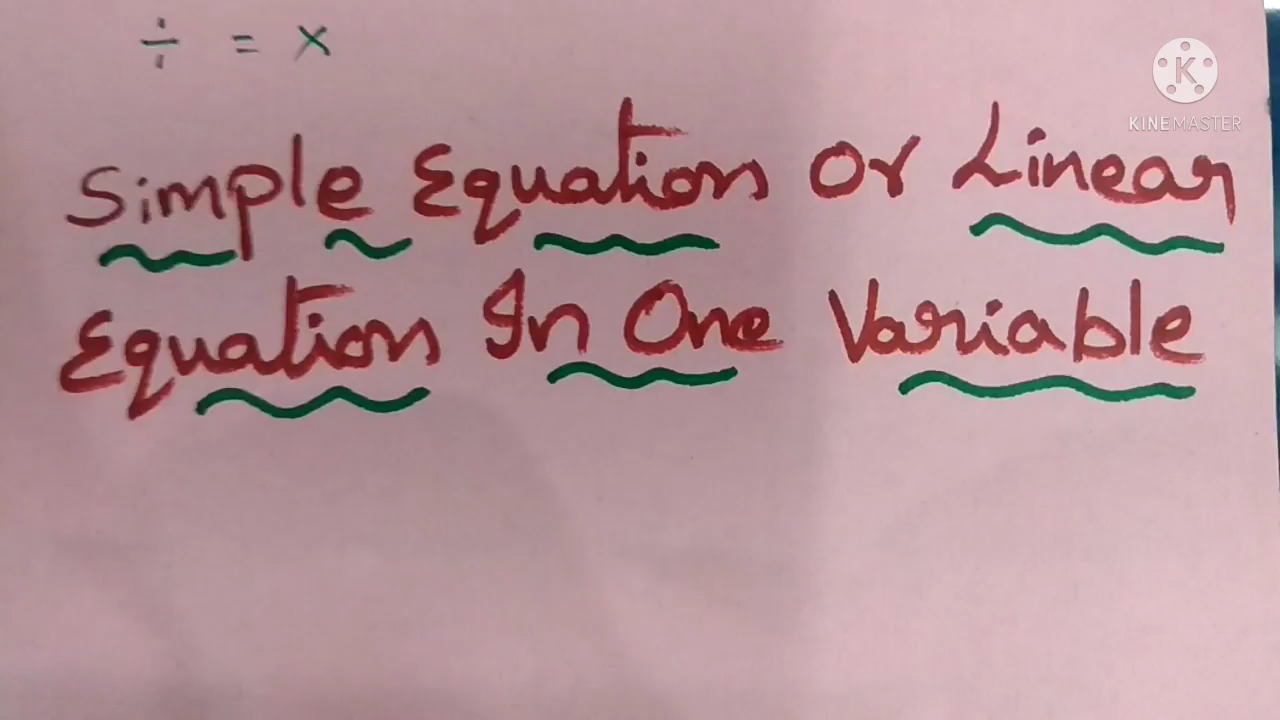 ÷ = ×
KINEMASTER
Simple Equation Or Linear
Equation In One Variable